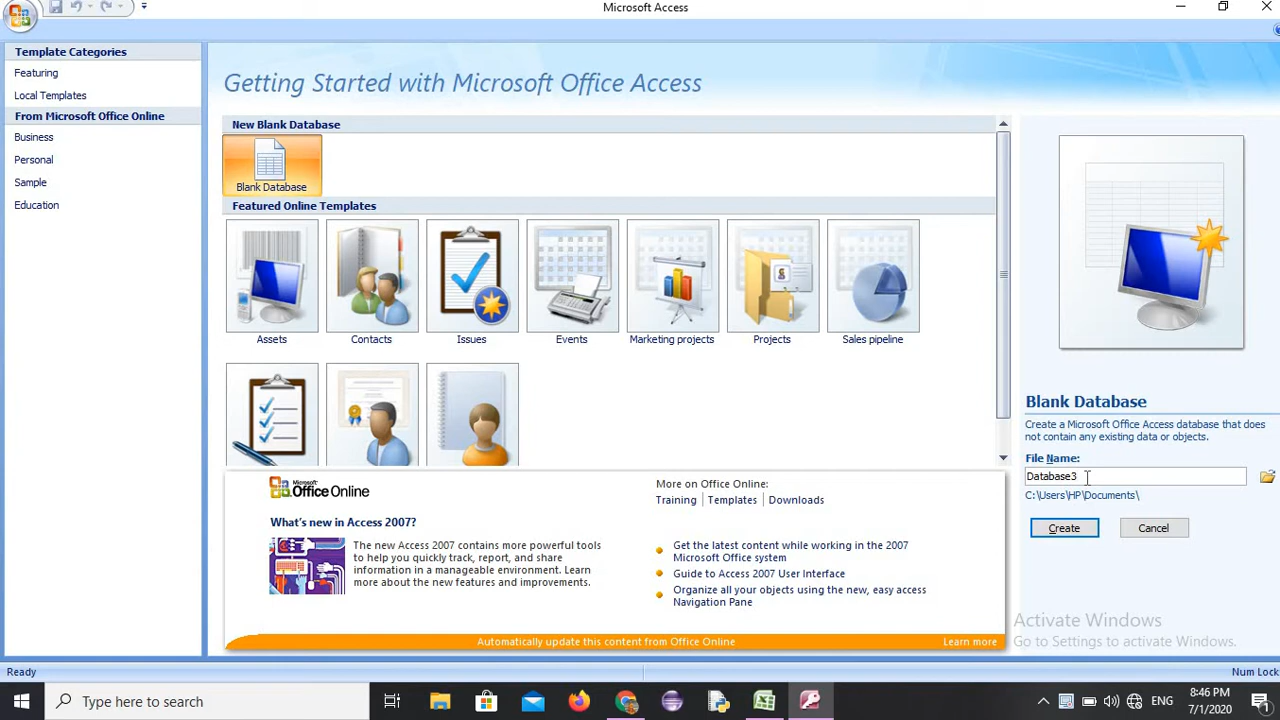 Microsoft Access
Template Categories
Featuring
Local Templates
From Microsoft Office Online
Business
Personal
Sample
Education
Getting Started with Microsoft Office Access
New Blank Database
Blank Database
Featured Online Templates
Assets
Contacts
Issues
Events
Marketing projects
Projects
Sales pipeline
Microsoft
Office Online
What's new in Access 2007?
The new Access 2007 contains more powerful tools
to help you quickly track, report, and share
information in a manageable environment. Learn
more about the new features and improvements.
More on Office Online:
Training | Templates | Downloads
Get the latest content while working in the 2007
Microsoft Office system
Guide to Access 2007 User Interface
Organize all your objects using the new, easy access
Navigation Pane
Automatically update this content from Office Online
Learn more
Blank Database
Create a Microsoft Office Access database that does
not contain any existing data or objects.
File Name:
Database3
C:\Users\HP\Documents\
Create
Cancel
Activate Windows
Go to Settings to activate Windows.
Ready
Num Lock
Type here to search
ENG
8:46 PM
7/1/2020
1